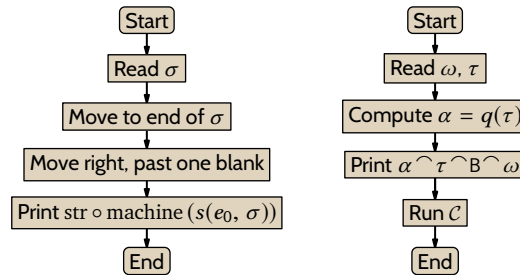 Start
Read σ
Move to end of σ
Move right, past one blank
Print str ∘ machine (s(e₀, σ))
End
Start
Read ω, τ
Compute α = q(τ)
Print α⌢τ⌢B⌢ω
Run 𝒞
End